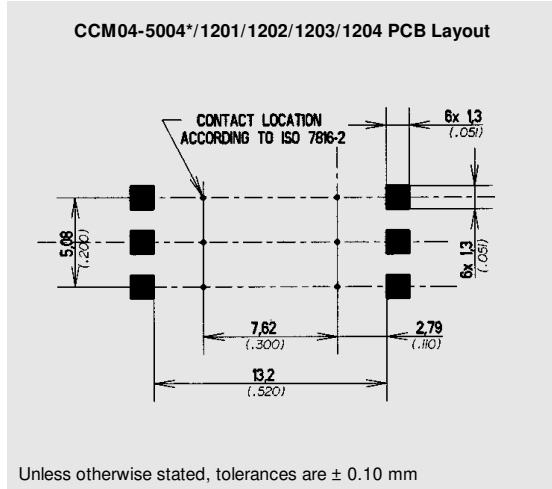 CCM04-5004*/1201/1202/1203/1204 PCB Layout
CONTACT LOCATION
ACCORDING TO ISO 7816-2
6x 1,3
(.051)
5,08
(.200)
6x 1,3
(.051)
7,62
(.300)
2,79
(.110)
13,2
(.520)
Unless otherwise stated, tolerances are ± 0.10 mm